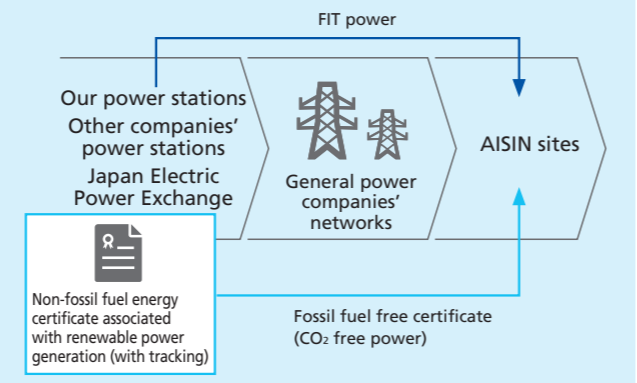 FIT power
Our power stations
Other companies’
power stations
Japan Electric
Power Exchange
General power
companies’
networks
AISIN sites
Non-fossil fuel energy
certificate associated
with renewable power
generation (with tracking)
Fossil fuel free certificate
(CO₂ free power)